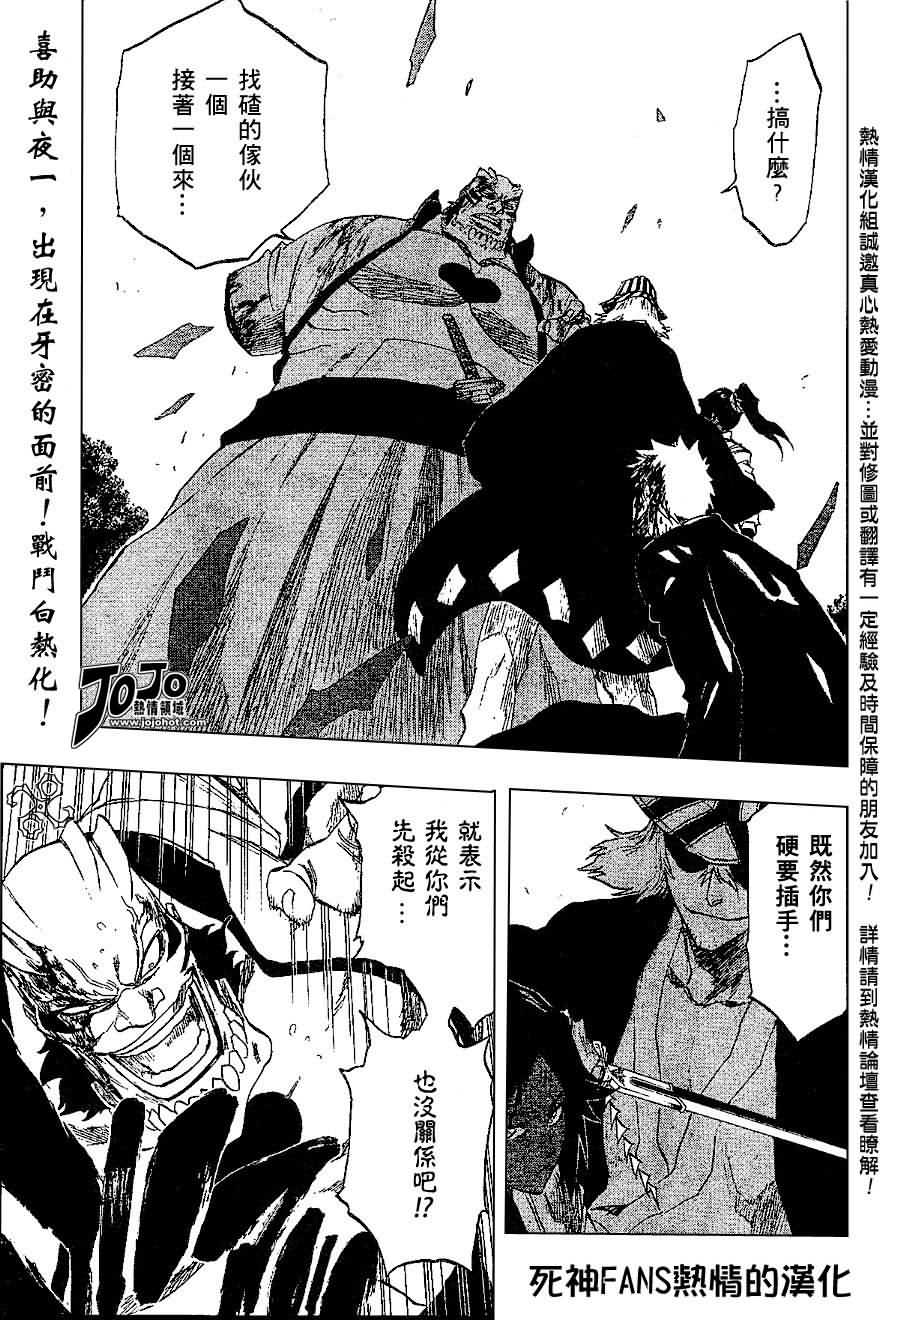 …搞什麼?
找碴的傢伙
一個
接著一個來…
喜助與夜一，出現在牙密的面前！戰鬥白熱化！
熱情漢化組誠邀真心熱愛動漫…並對修圖或翻譯有一定經驗及時間保障的朋友加入！ 詳情請到熱情論壇查看瞭解！
JOJO
熱情領域
www.jojohot.com
既然你們
硬要插手…
就表示
我從你們
先殺起…
也沒關係吧!?
死神FANS熱情的漢化